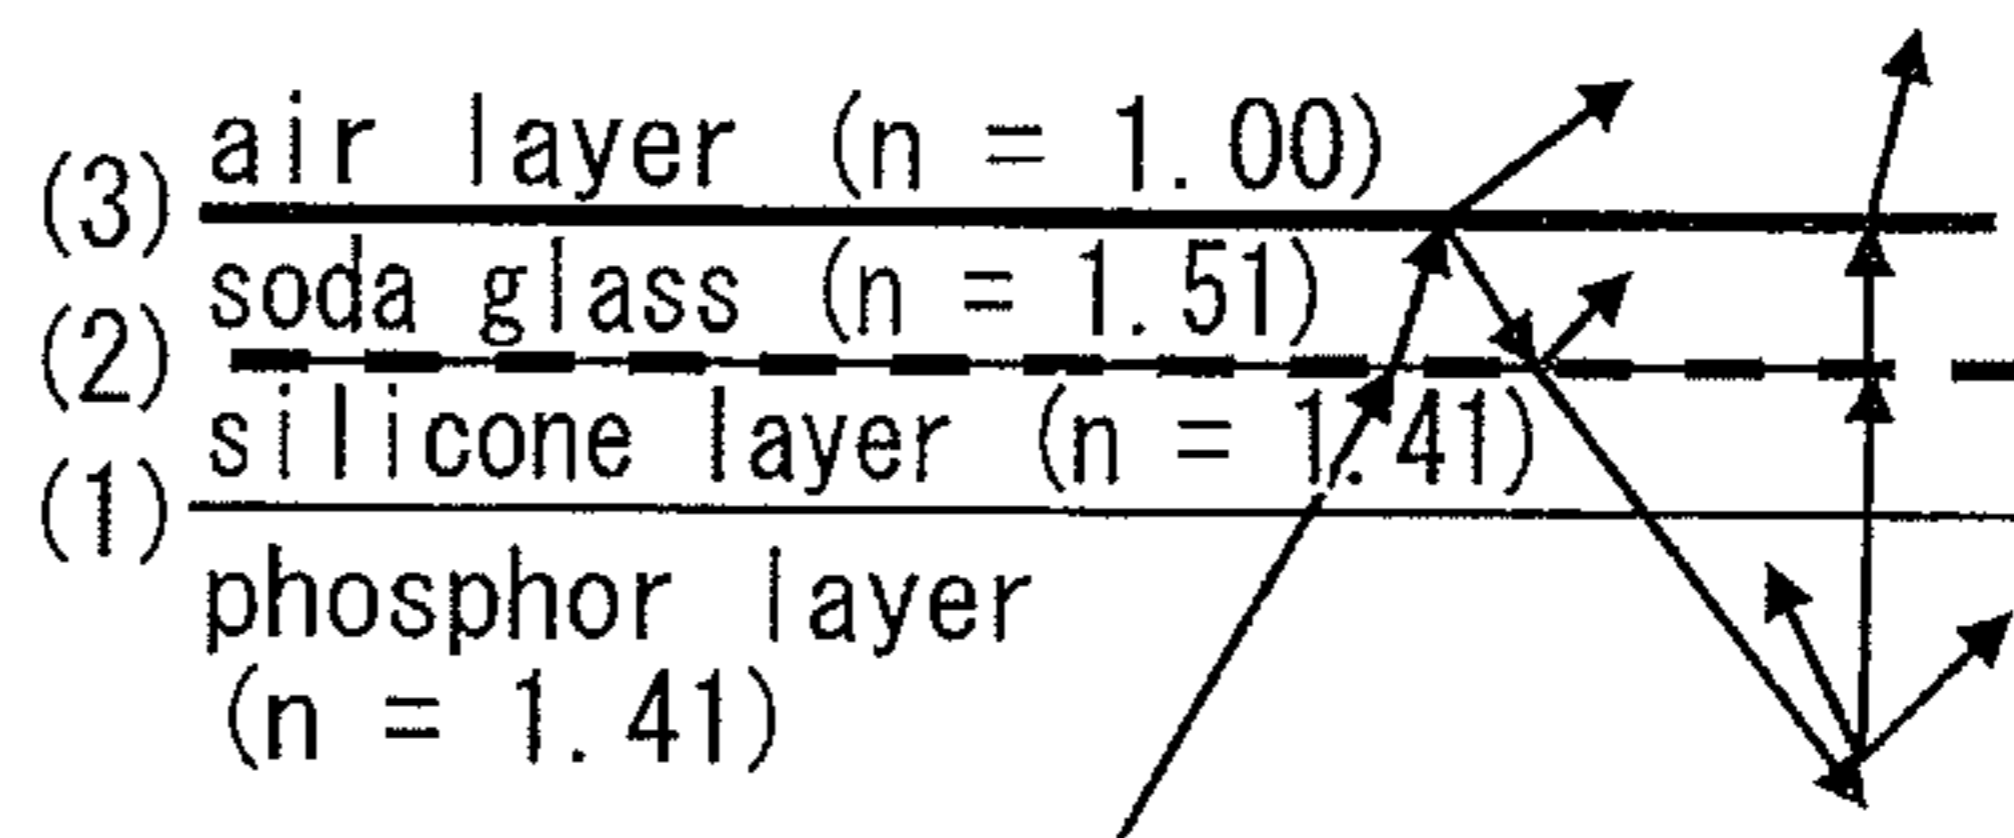 air layer (n = 1.00)
(3)
soda glass (n = 1.51)
(2)
silicone layer (n = 1.41)
(1)
phosphor layer
(n = 1.41)